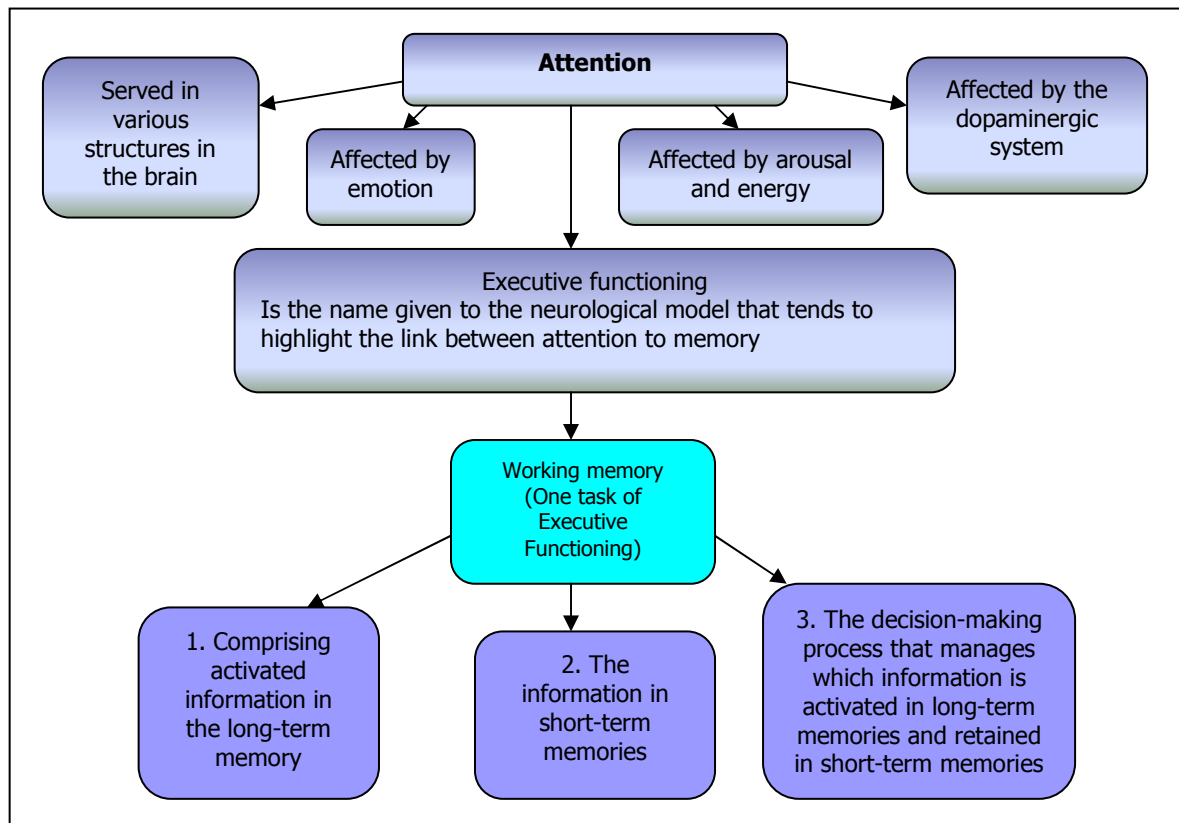 Attention
Served in
various
structures in
the brain
Affected by
emotion
Affected by arousal
and energy
Affected by the
dopaminergic
system
Executive functioning
Is the name given to the neurological model that tends to
highlight the link between attention to memory
Working memory
(One task of
Executive
Functioning)
1. Comprising
activated
information in
the long-term
memory
2. The
information in
short-term
memories
3. The decision-making
process that manages
which information is
activated in long-term
memories and retained
in short-term memories